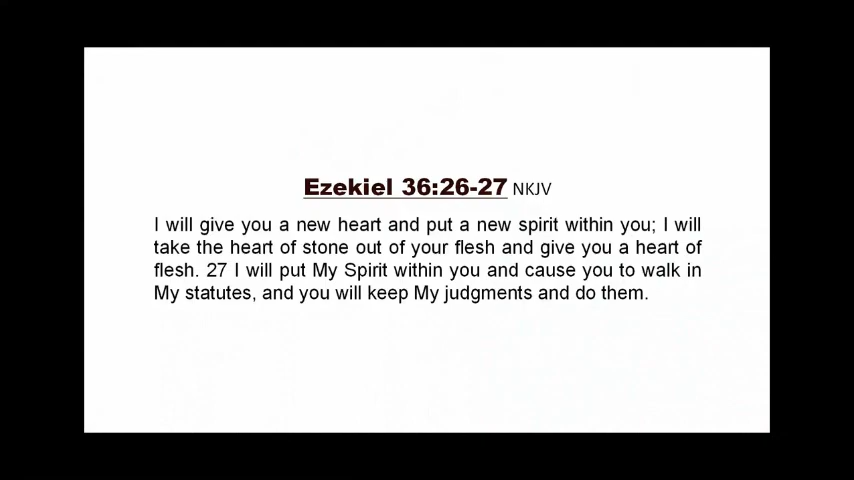 Ezekiel 36:26-27 NKJV
I will give you a new heart and put a new spirit within you; I will
take the heart of stone out of your flesh and give you a heart of
flesh. 27 I will put My Spirit within you and cause you to walk in
My statutes, and you will keep My judgments and do them.